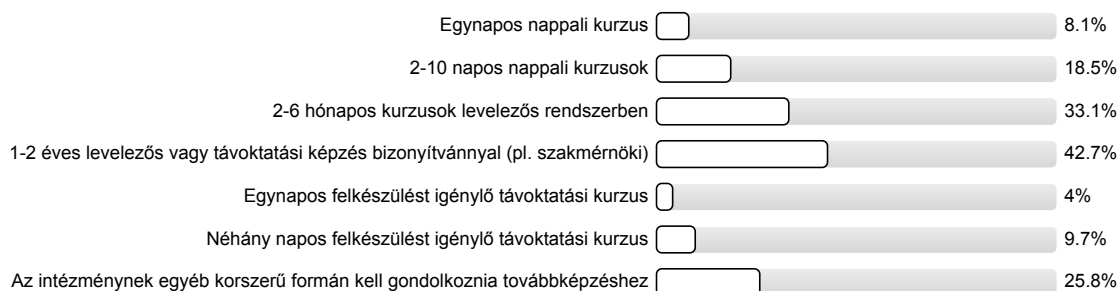 Egynapos nappali kurzus 8.1%
2-10 napos nappali kurzusok 18.5%
2-6 hónapos kurzusok levelezős rendszerben 33.1%
1-2 éves levelezős vagy távoktatási képzés bizonyítvánnyal (pl. szakmérnöki) 42.7%
Egynapos felkészülést igénylő távoktatási kurzus 4%
Néhány napos felkészülést igénylő távoktatási kurzus 9.7%
Az intézménynek egyéb korszerű formán kell gondolkoznia továbbképzéshez 25.8%